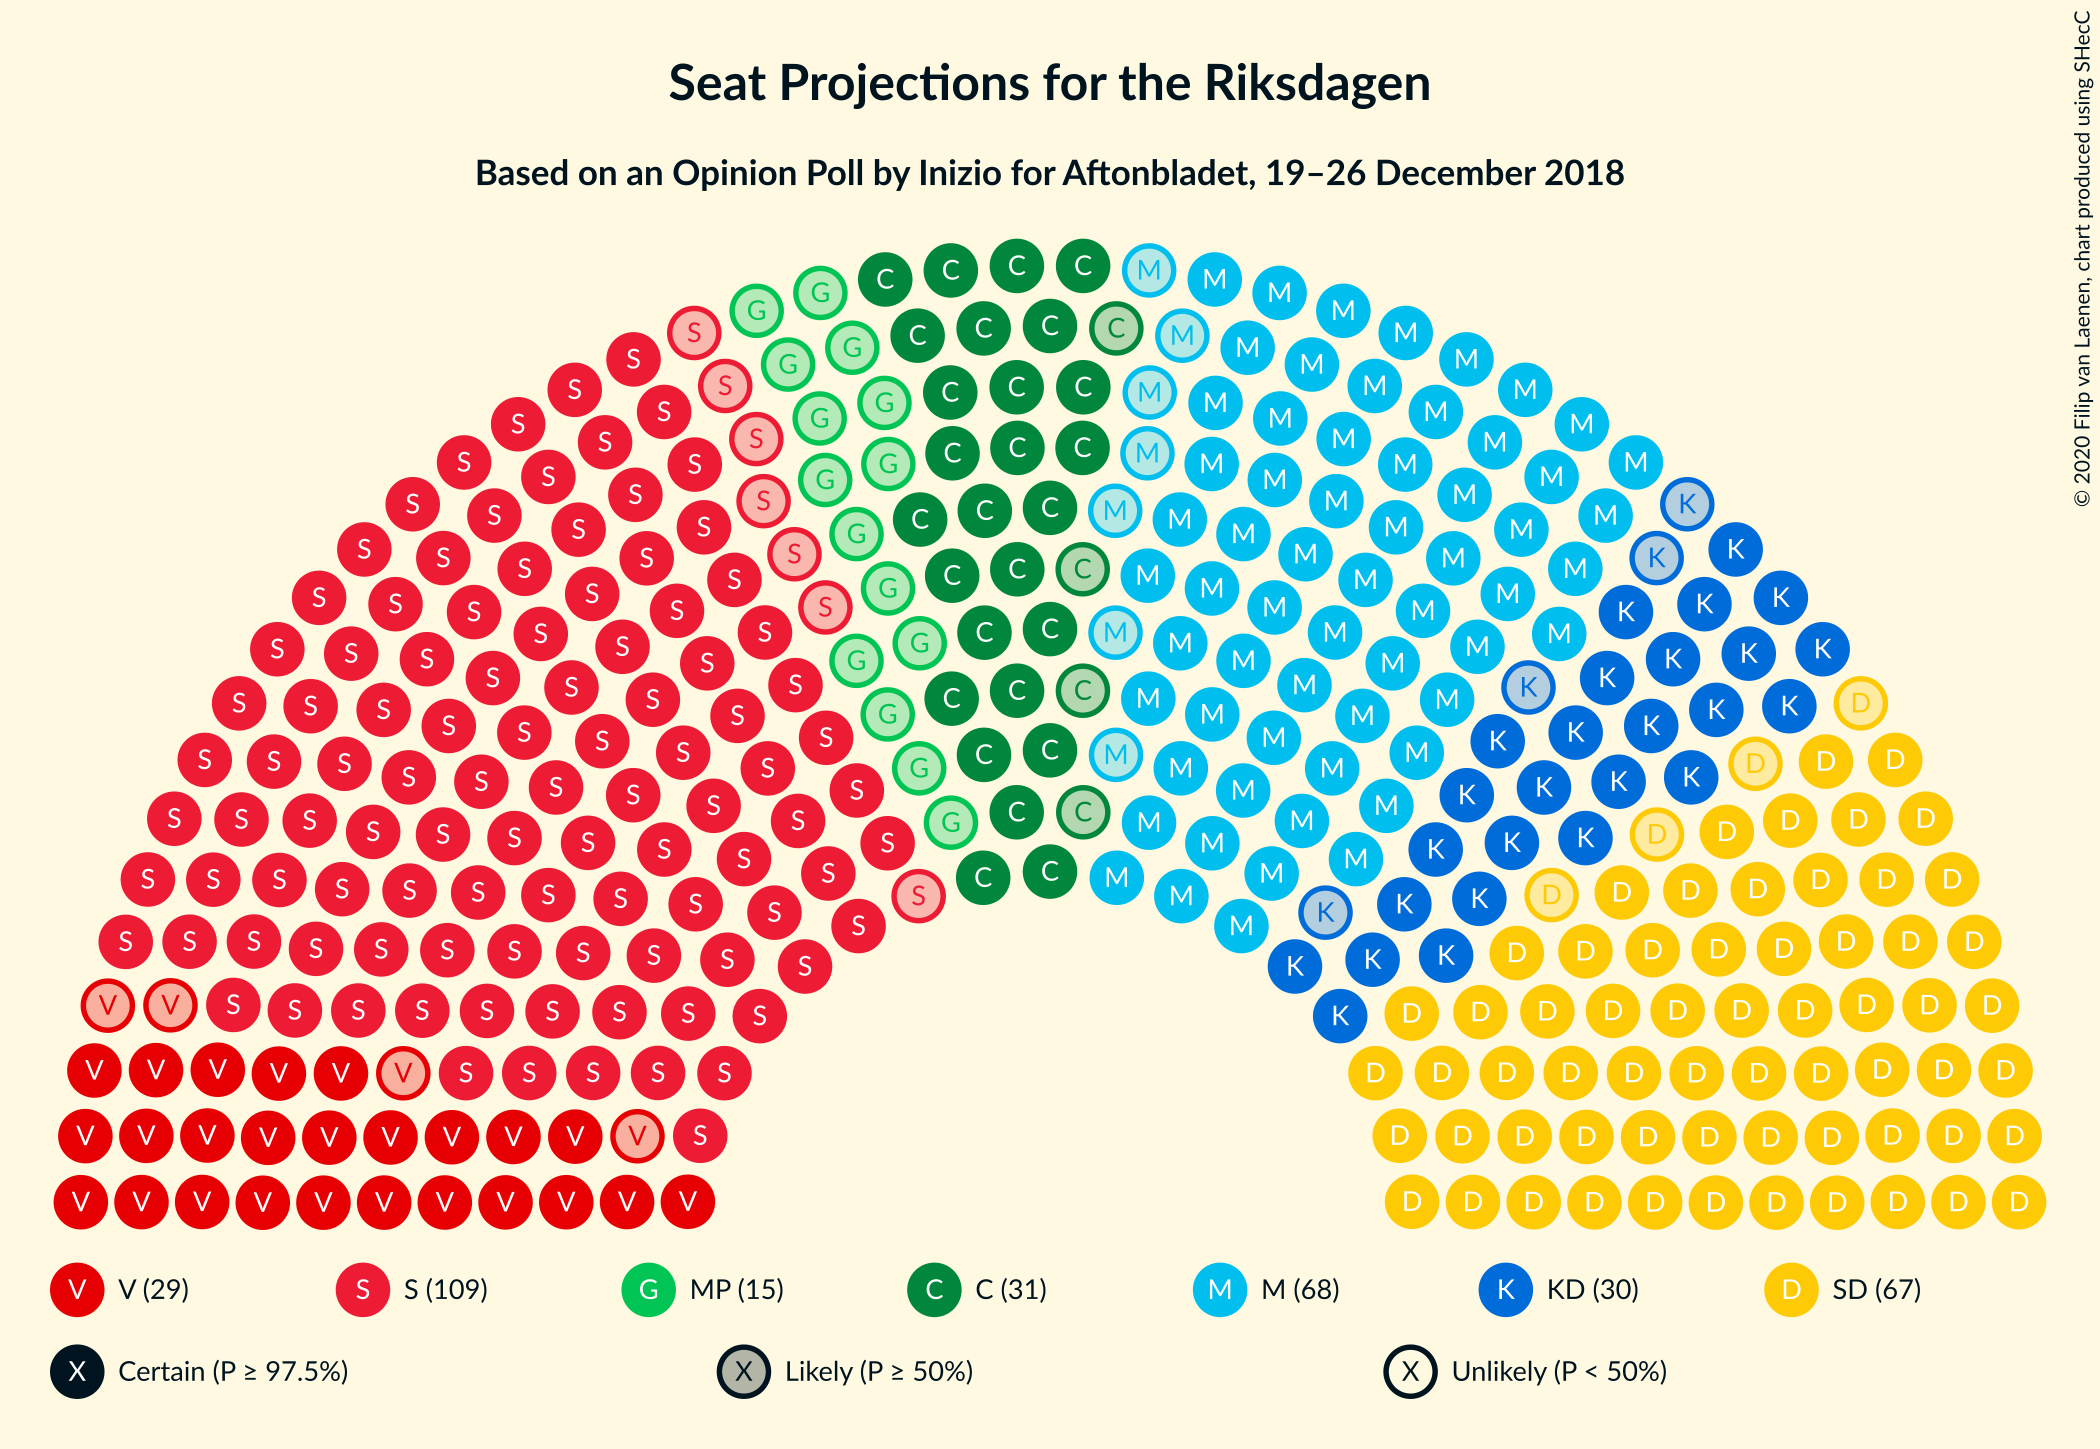 Seat Projections for the Riksdagen
Based on an Opinion Poll by Inizio for Aftonbladet, 19–26 December 2018
© 2020 Filip van Laenen, chart produced using SHecC
V V (29) S S (109) G MP (15) C C (31) M M (68) K KD (30) D SD (67)
X Certain (P ≥ 97.5%) X Likely (P ≥ 50%) X Unlikely (P < 50%)